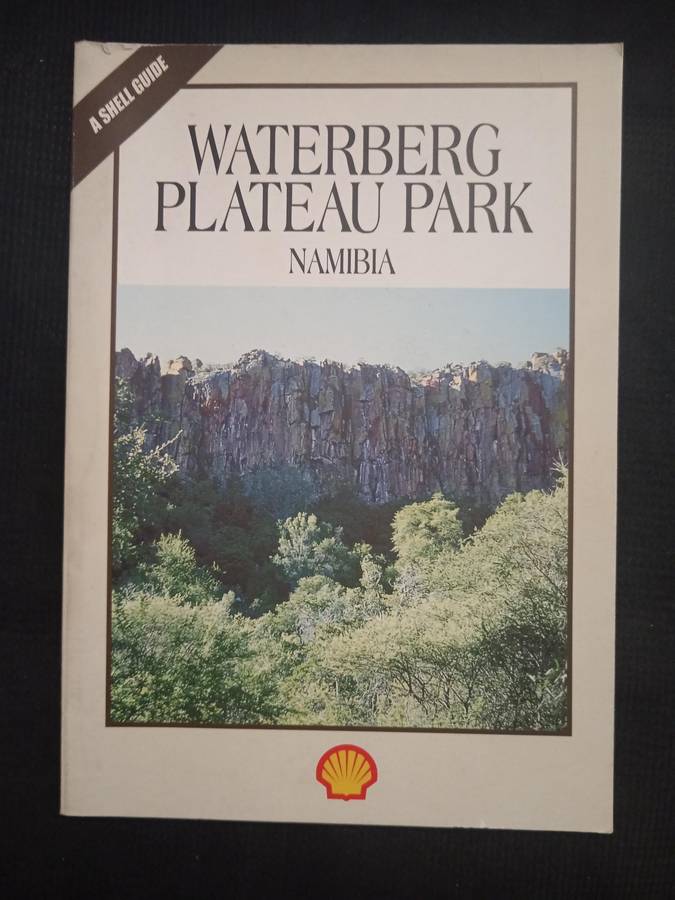 A SHELL GUIDE
WATERBERG
PLATEAU PARK
NAMIBIA